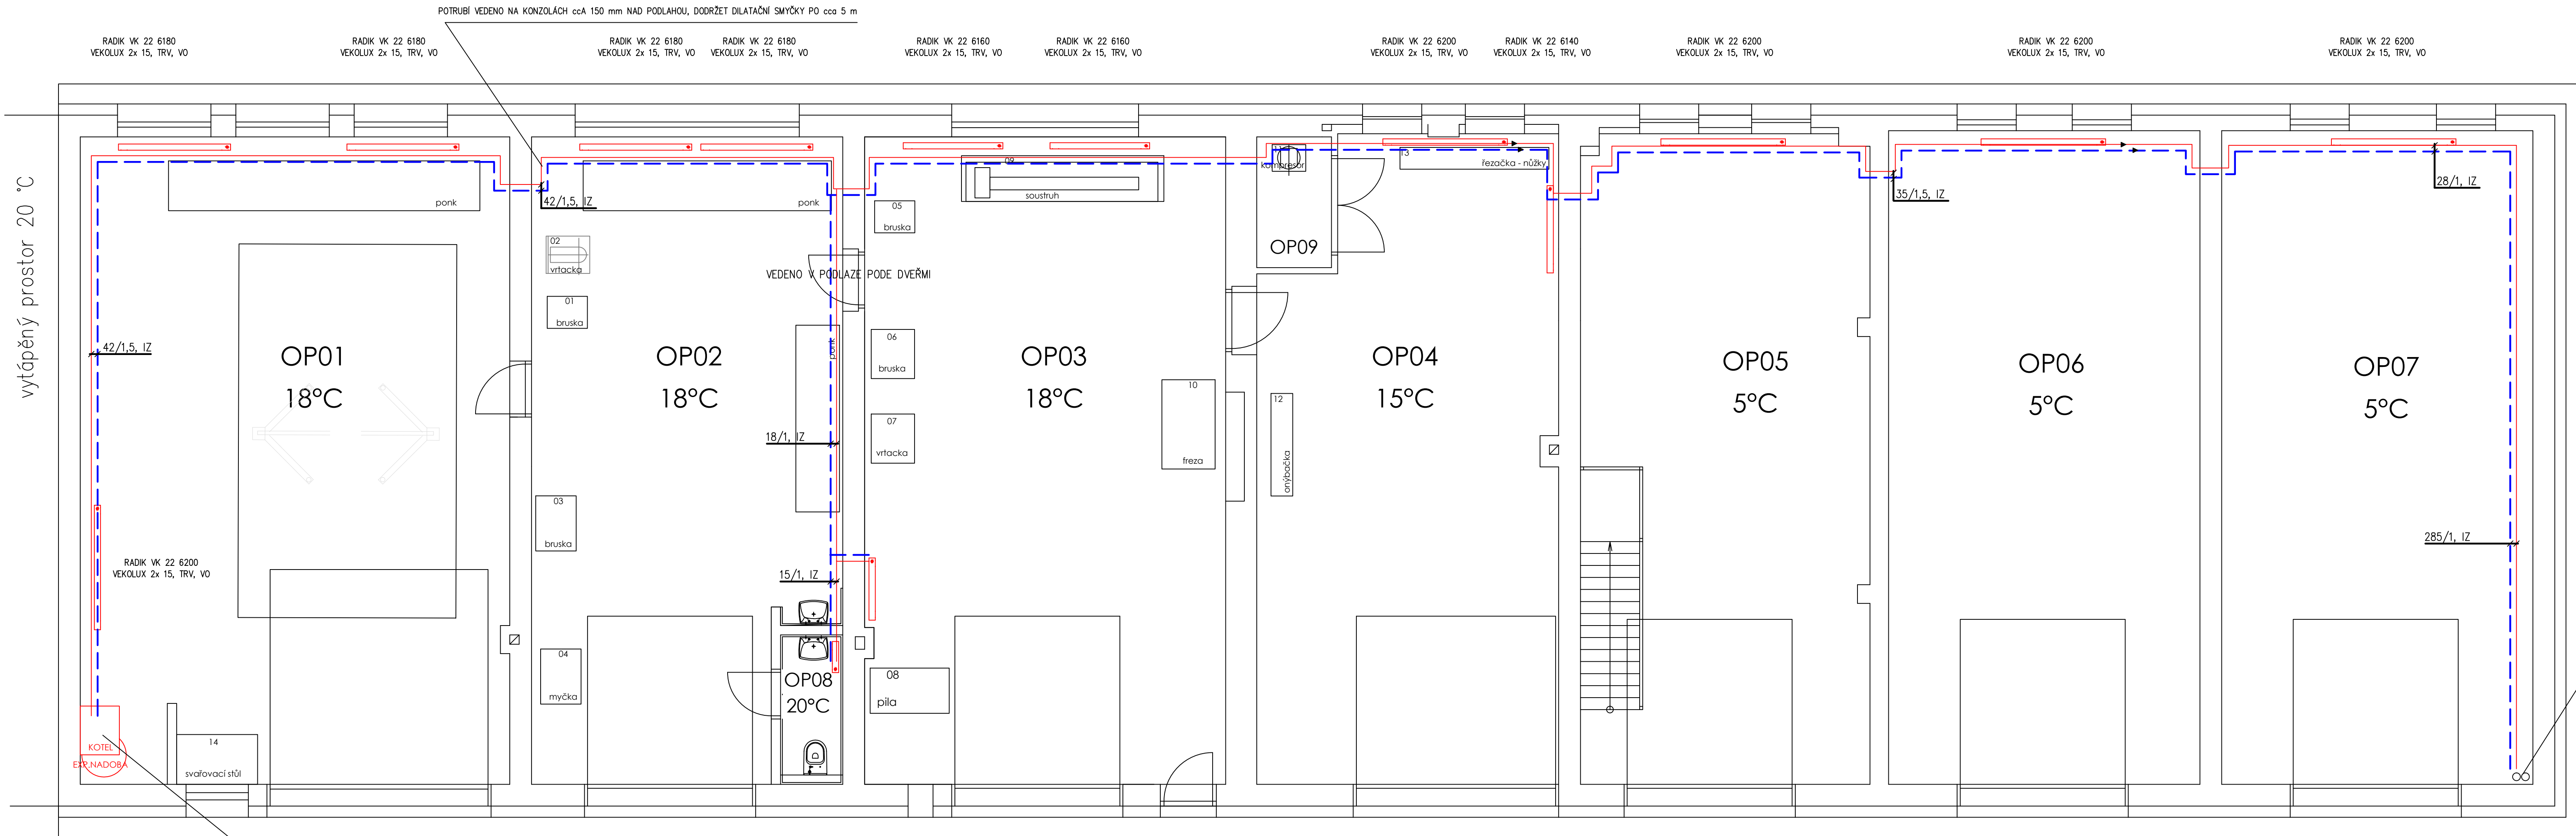 POTRUBÍ VEDENO NA KONZOLÁCH ccA 150 mm NAD PODLAHOU, DODRŽET DILATAČNÍ SMYČKY PO cca 5 m
RADIK VK 22 6180
VEKOLUX 2x 15, TRV, VO
RADIK VK 22 6180
VEKOLUX 2x 15, TRV, VO
RADIK VK 22 6180
VEKOLUX 2x 15, TRV, VO
RADIK VK 22 6180
VEKOLUX 2x 15, TRV, VO
RADIK VK 22 6160
VEKOLUX 2x 15, TRV, VO
RADIK VK 22 6160
VEKOLUX 2x 15, TRV, VO
RADIK VK 22 6200
VEKOLUX 2x 15, TRV, VO
RADIK VK 22 6140
VEKOLUX 2x 15, TRV, VO
RADIK VK 22 6200
VEKOLUX 2x 15, TRV, VO
RADIK VK 22 6200
VEKOLUX 2x 15, TRV, VO
RADIK VK 22 6200
VEKOLUX 2x 15, TRV, VO
vytápěný prostor 20 °C
ponk
42/1,5, IZ
OP01
18°C
RADIK VK 22 6200
VEKOLUX 2x 15, TRV, VO
KOTEL
EXP.NADOBA
14
svařovací stůl
42/1,5, IZ
ponk
02
vrtacka
01
bruska
VEDENO V PODLAZE PODE DVEŘMI
ponk
OP02
18°C
18/1, IZ
03
bruska
15/1, IZ
04
myčka
OP08
20°C
09
soustruh
05
bruska
06
bruska
OP03
18°C
10
freza
07
vrtacka
08
pila
11
kompresor
OP09
13
řezačka - nůžky
OP04
15°C
12
onýbačka
OP05
5°C
35/1,5, IZ
OP06
5°C
28/1, IZ
OP07
5°C
285/1, IZ